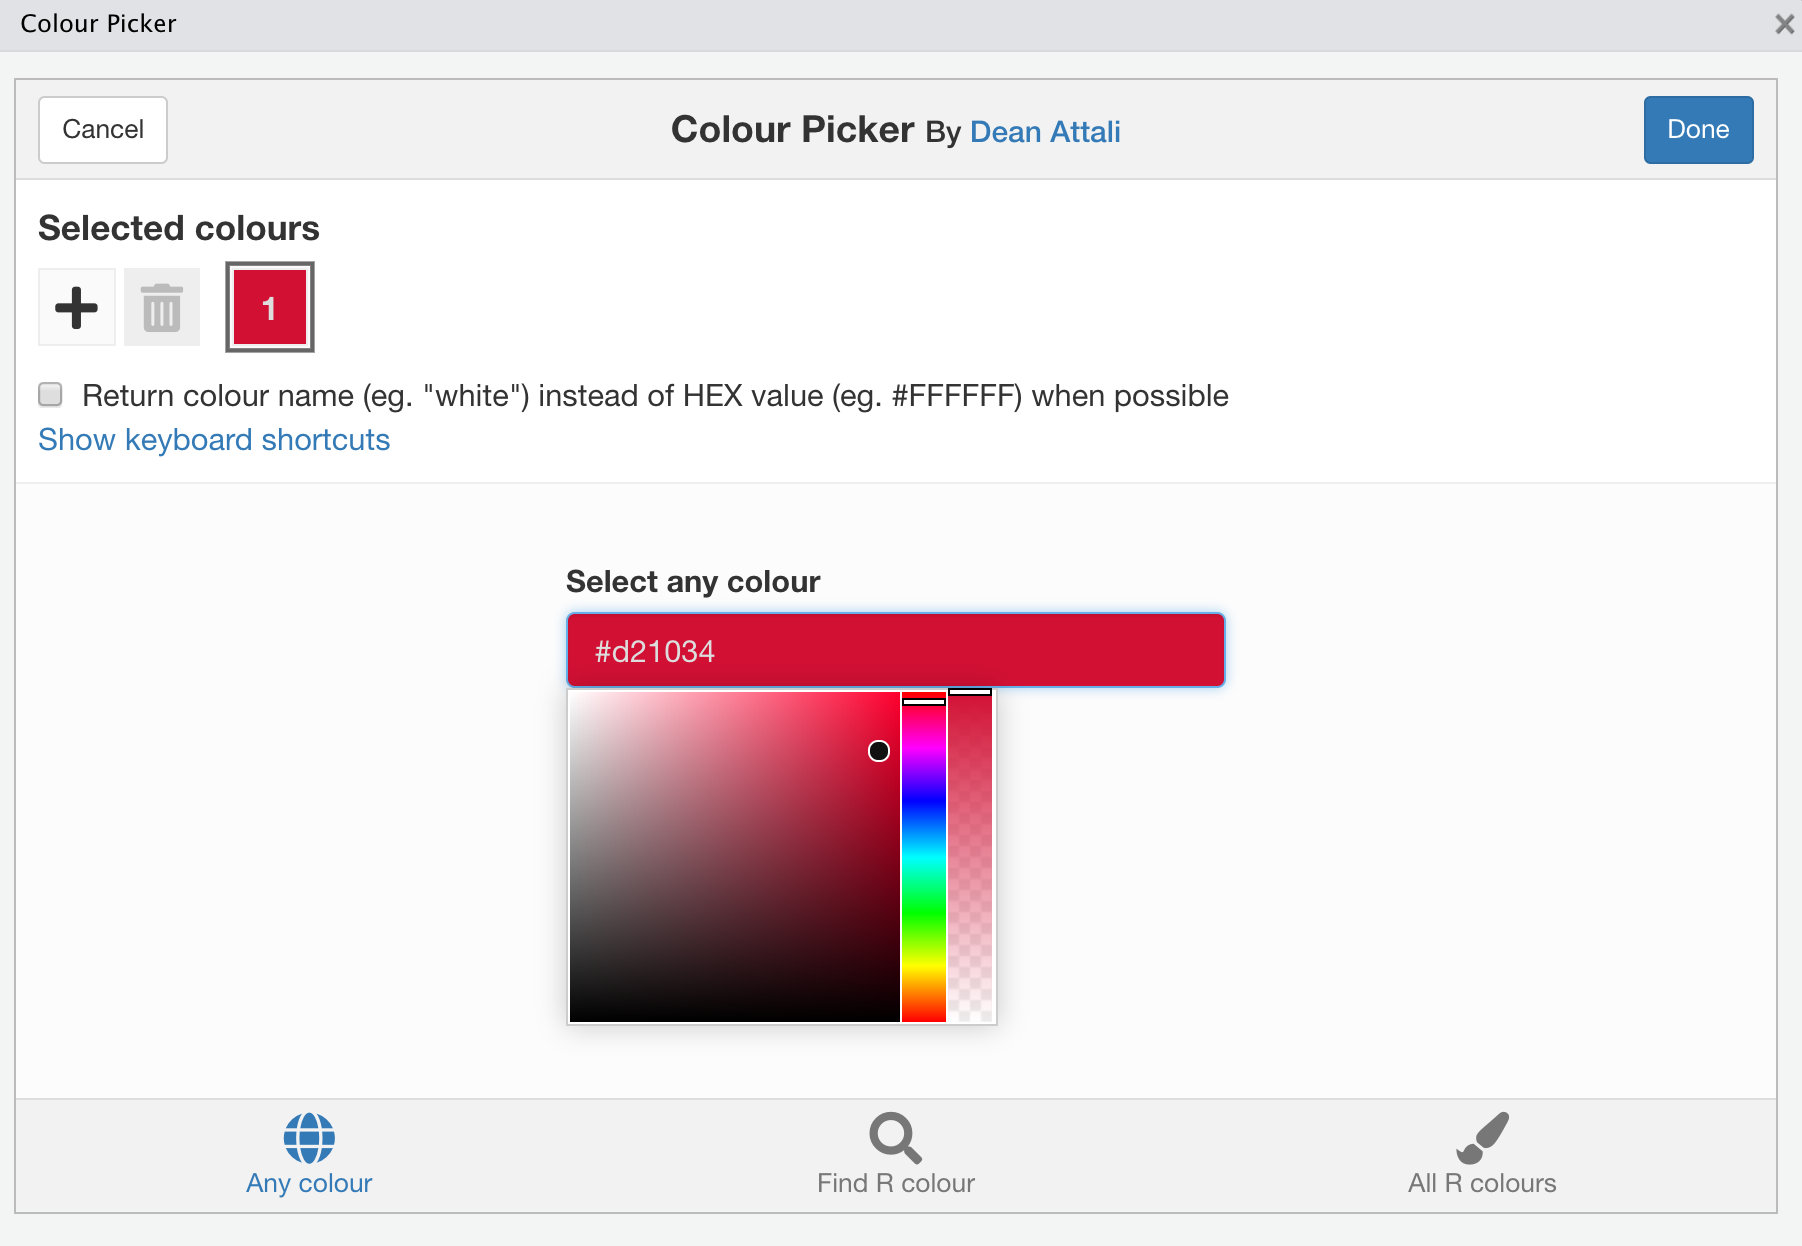 Colour Picker
Cancel
Colour Picker By Dean Attali
Done
Selected colours
1
Return colour name (eg. "white") instead of HEX value (eg. #FFFFFF) when possible
Show keyboard shortcuts
Select any colour
#d21034
Any colour
Find R colour
All R colours